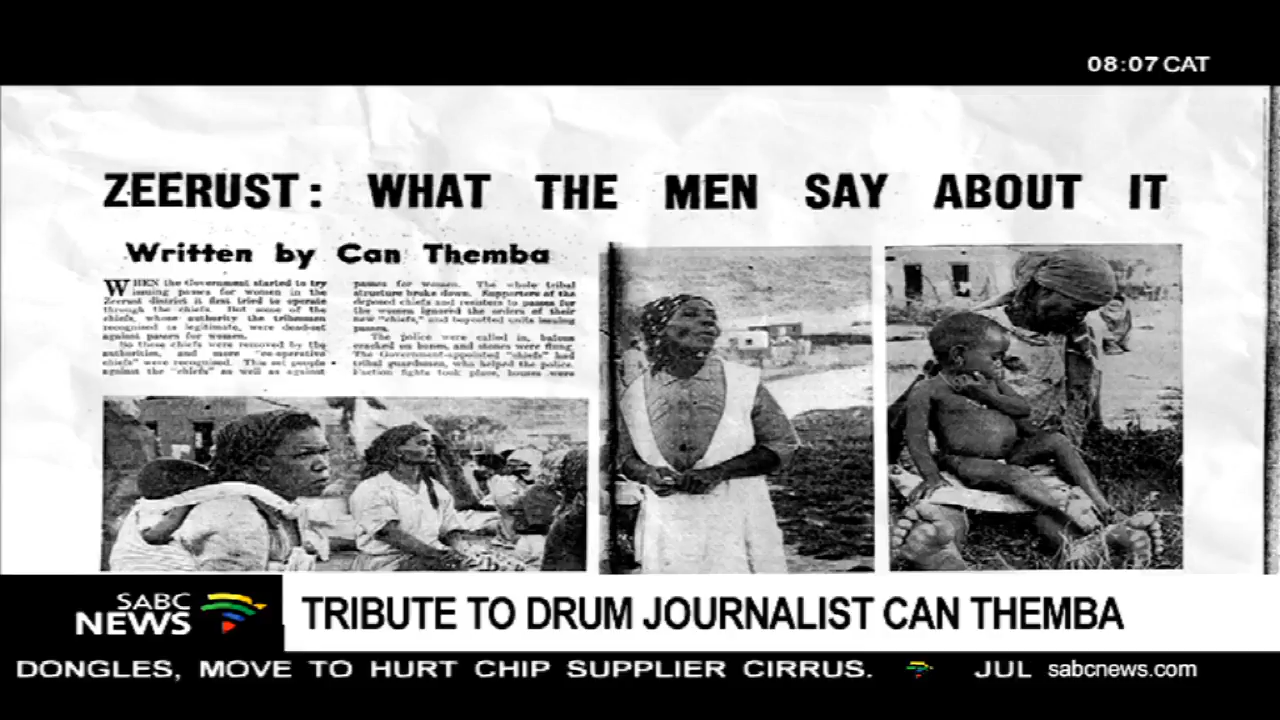 08:07 CAT
ZEERUST: WHAT THE MEN SAY ABOUT IT
Written by Can Themba
WHEN the Government started to try
issuing passes for women in the
Zeerust district it first tried to operate
through the chiefs. But some of the
chiefs, whose authority the tribesmen
recognised as legitimate, were dead-set
against passes for women.
So these chiefs were removed by the
authorities, and more "co-operative
chiefs" were recognised. This set people
against the "chiefs" as well as against
passes for women. The whole tribal
structure broke down. Supporters of the
deposed chiefs and resisters to passes for
the women ignored the orders of their
new "chiefs," and boycotted units issuing
passes.
The police were called in, batons
cracked on bones, and stones were flung.
The Government-appointed "chiefs" had
tribal guardsmen, who helped the police.
Faction fights took place, houses were
SABC
NEWS
TRIBUTE TO DRUM JOURNALIST CAN THEMBA
DONGLES, MOVE TO HURT CHIP SUPPLIER CIRRUS. JUL sabcnews.com